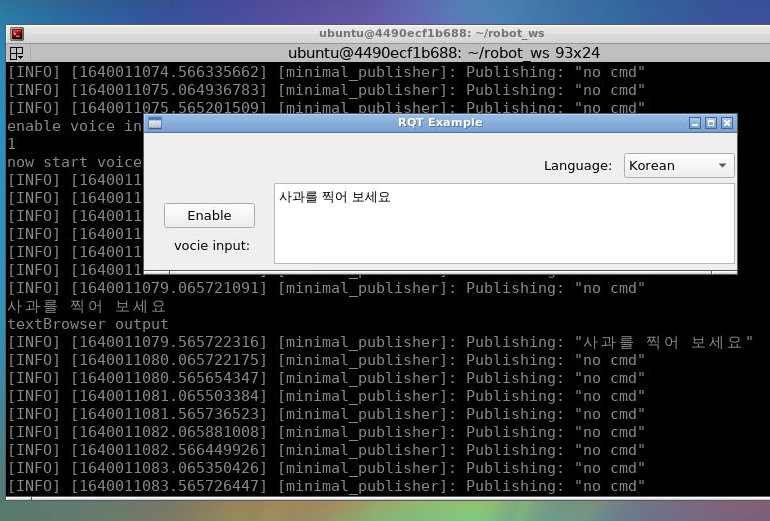 ubuntu@4490ecf1b688: ~/robot_ws
ubuntu@4490ecf1b688: ~/robot_ws 93x24
[INFO] [1640011074.566335662] [minimal_publisher]: Publishing: "no cmd"
[INFO] [1640011075.064936783] [minimal_publisher]: Publishing: "no cmd"
[INFO] [1640011075.565201509] [minimal_publisher]: Publishing: "no cmd"
enable voice in
1
now start voice
[INFO] [1640011
[INFO] [1640011
[INFO] [1640011
[INFO] [1640011
[INFO] [1640011
[INFO] [1640011
RQT Example
Language: Korean
Enable
vocie input:
사과를 찍어 보세요
[INFO] [1640011079.065721091] [minimal_publisher]: Publishing: "no cmd"
사과를 찍어 보세요
textBrowser output
[INFO] [1640011079.565722316] [minimal_publisher]: Publishing: "사과를 찍어 보세요"
[INFO] [1640011080.065722175] [minimal_publisher]: Publishing: "no cmd"
[INFO] [1640011080.565654347] [minimal_publisher]: Publishing: "no cmd"
[INFO] [1640011081.065503384] [minimal_publisher]: Publishing: "no cmd"
[INFO] [1640011081.565736523] [minimal_publisher]: Publishing: "no cmd"
[INFO] [1640011082.065881008] [minimal_publisher]: Publishing: "no cmd"
[INFO] [1640011082.566449926] [minimal_publisher]: Publishing: "no cmd"
[INFO] [1640011083.065350426] [minimal_publisher]: Publishing: "no cmd"
[INFO] [1640011083.565726447] [minimal_publisher]: Publishing: "no cmd"